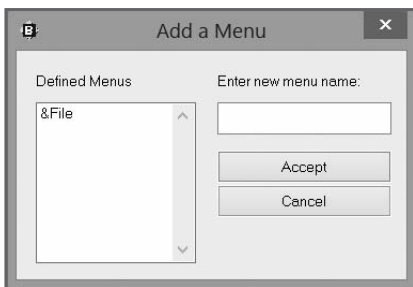 B
Add a Menu
x
Defined Menus
Enter new menu name:
&File
Accept
Cancel